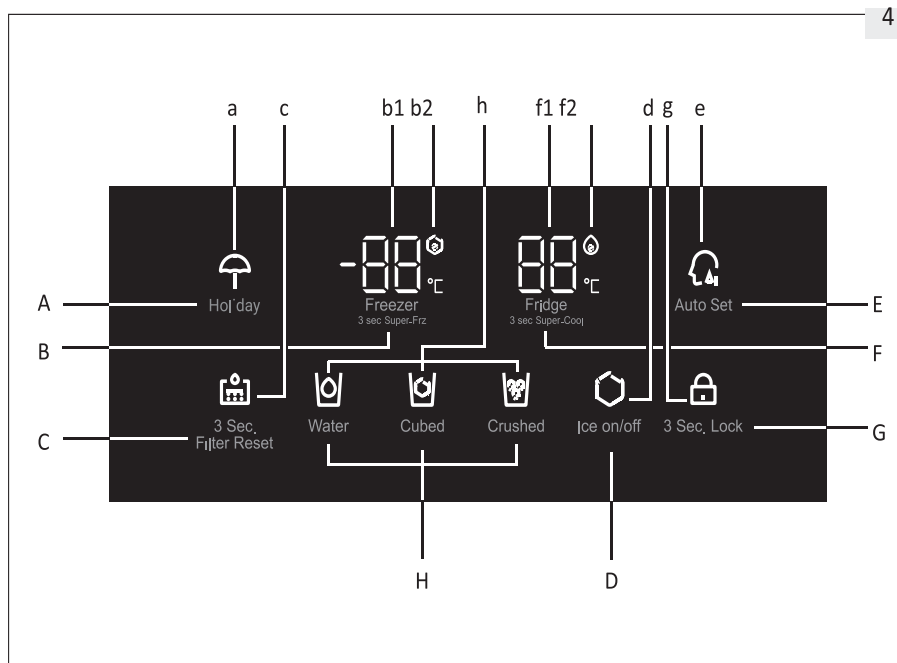 4
a c b1 b2 h f1 f2 d g e
-88 °C 88 °C
A Holiday Freezer Fridge Auto Set E
3 sec Super-Frz 3 sec Super-Cool
B F
3 Sec. Water Cubed Crushed Ice on/off 3 Sec. Lock
C Filter Reset G
H D